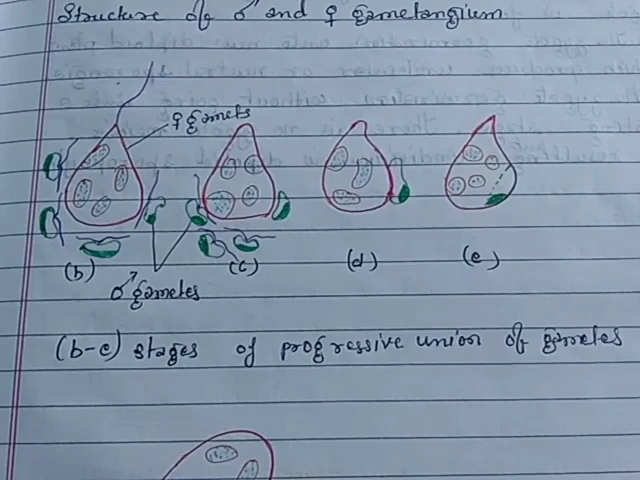 Structure of ♂ and ♀ gametangium
♀ gamets
(b) (c) (d) (e)
♂ gametes
(b-e) stages of progressive union of gametes